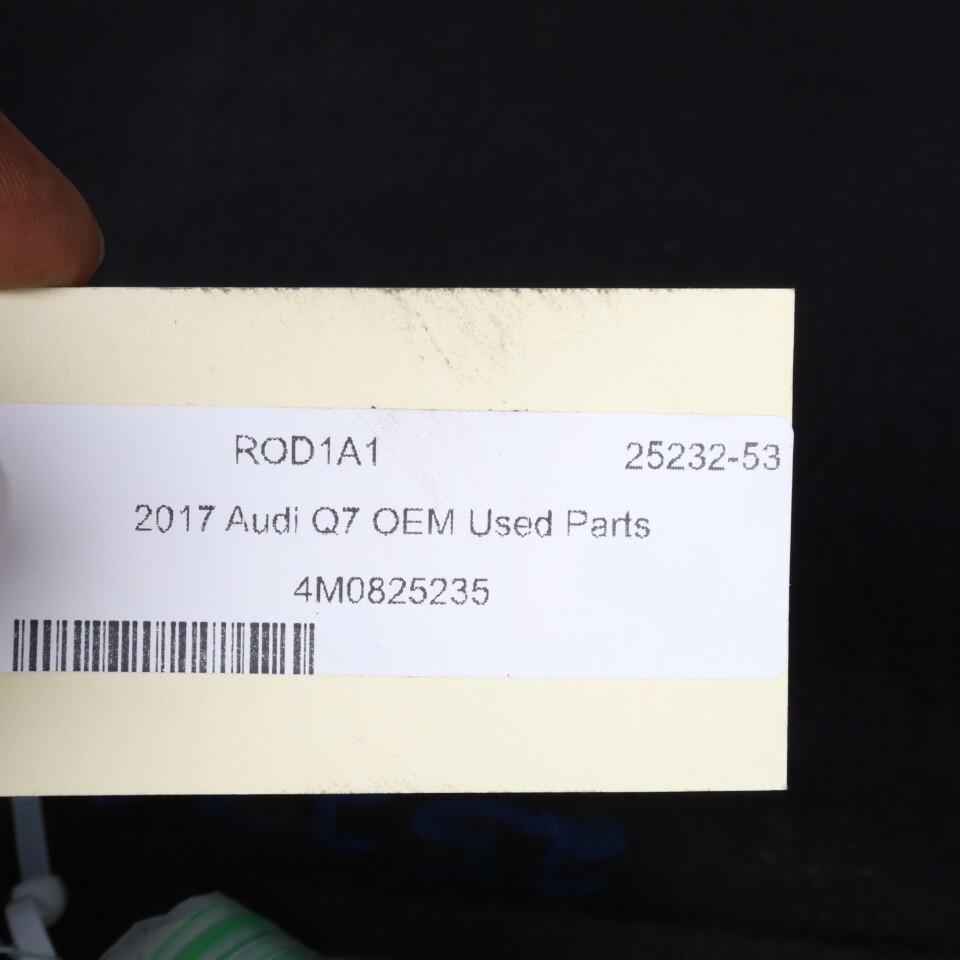 ROD1A1 25232-53
2017 Audi Q7 OEM Used Parts
4M0825235